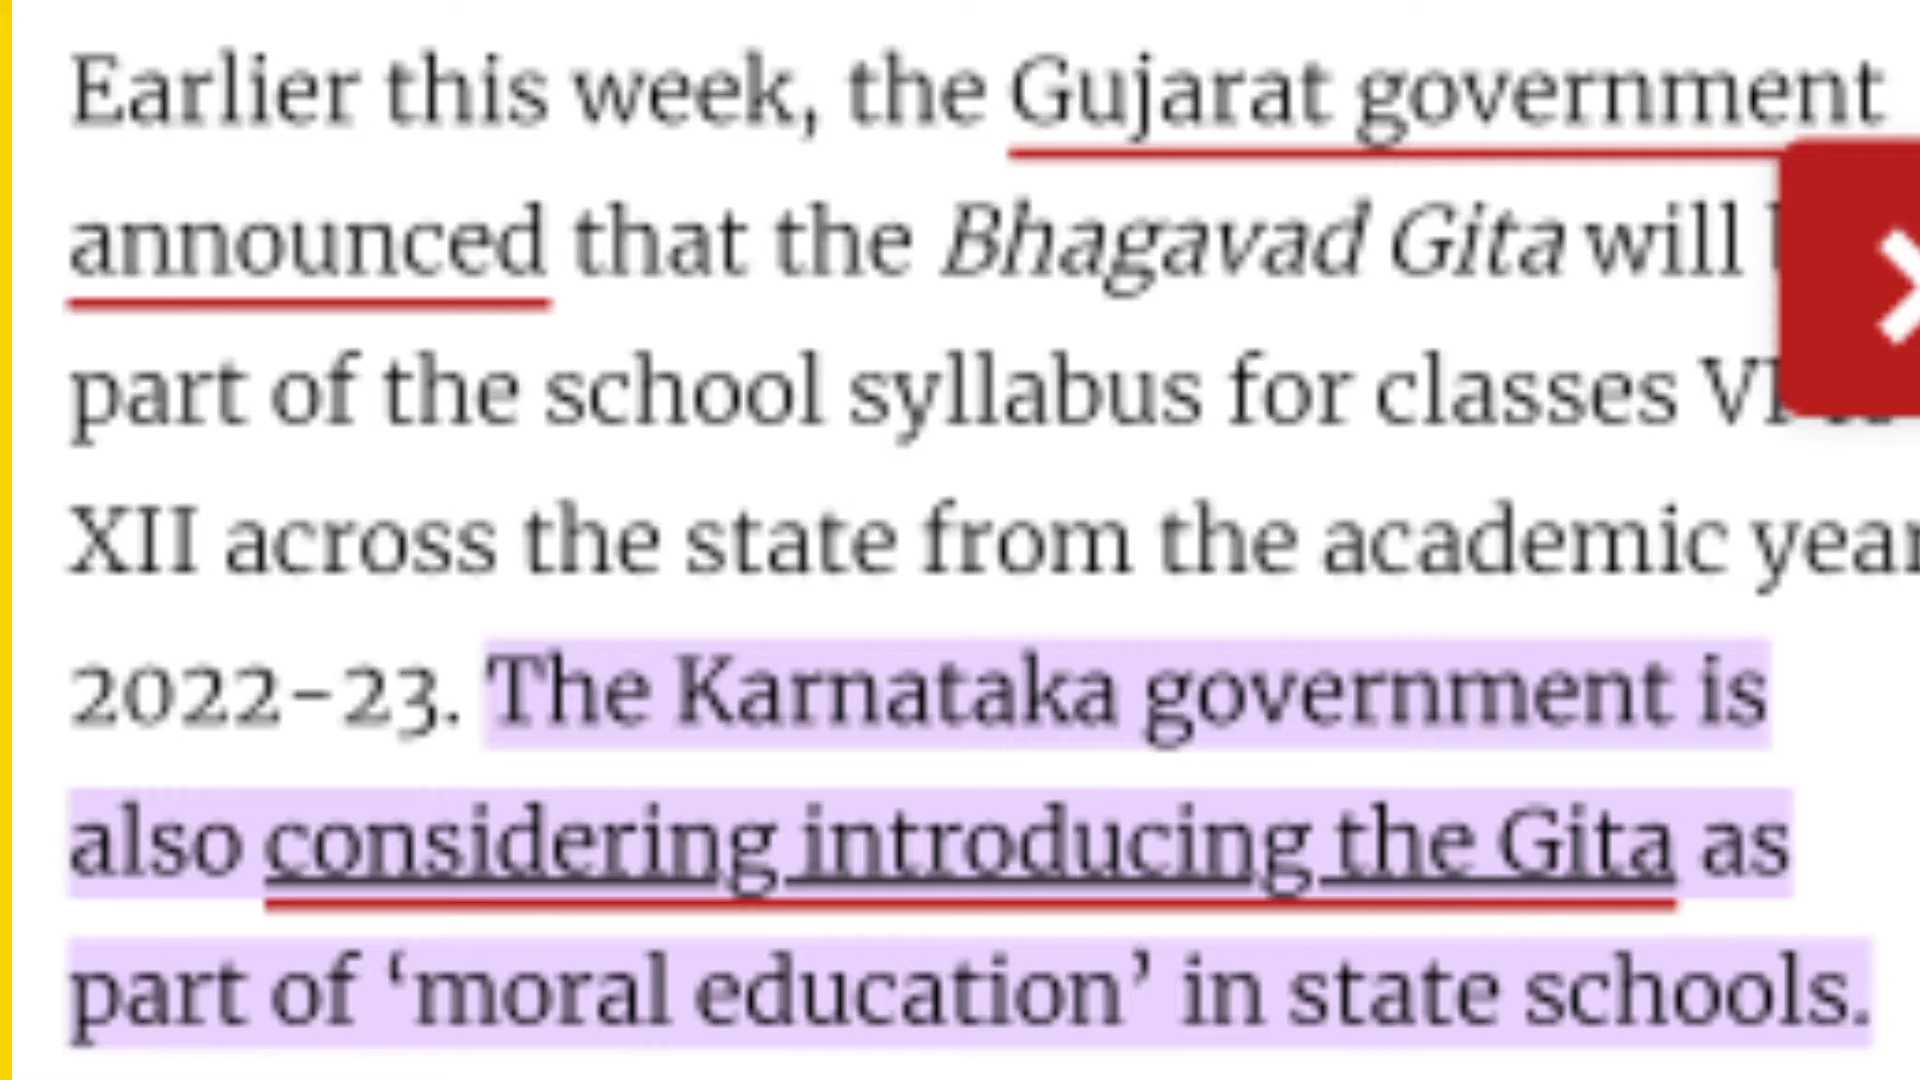 Earlier this week, the Gujarat government
announced that the Bhagavad Gita will
part of the school syllabus for classes
XII across the state from the academic year
2022-23. The Karnataka government is
also considering introducing the Gita as
part of ‘moral education’ in state schools.